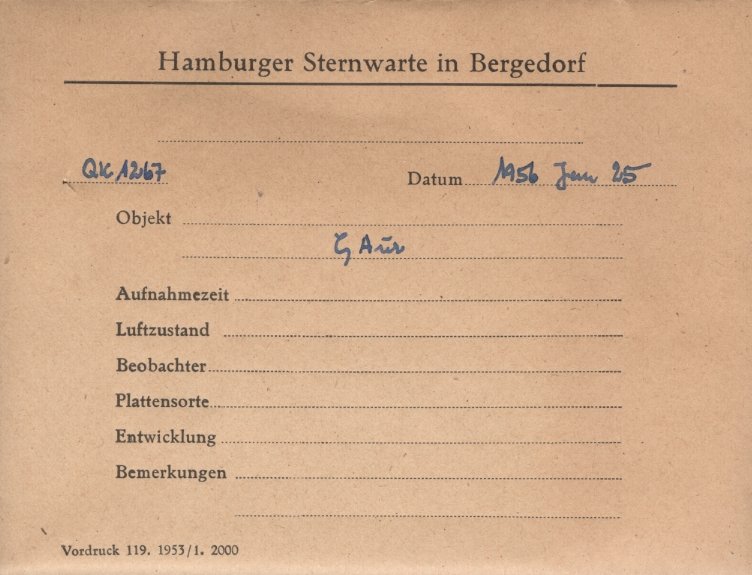 Hamburger Sternwarte in Bergedorf
QK 1267 Datum 1956 Jan 25
Objekt
ζ Aur
Aufnahmezeit
Luftzustand
Beobachter
Plattensorte
Entwicklung
Bemerkungen
Vordruck 119. 1953/1. 2000